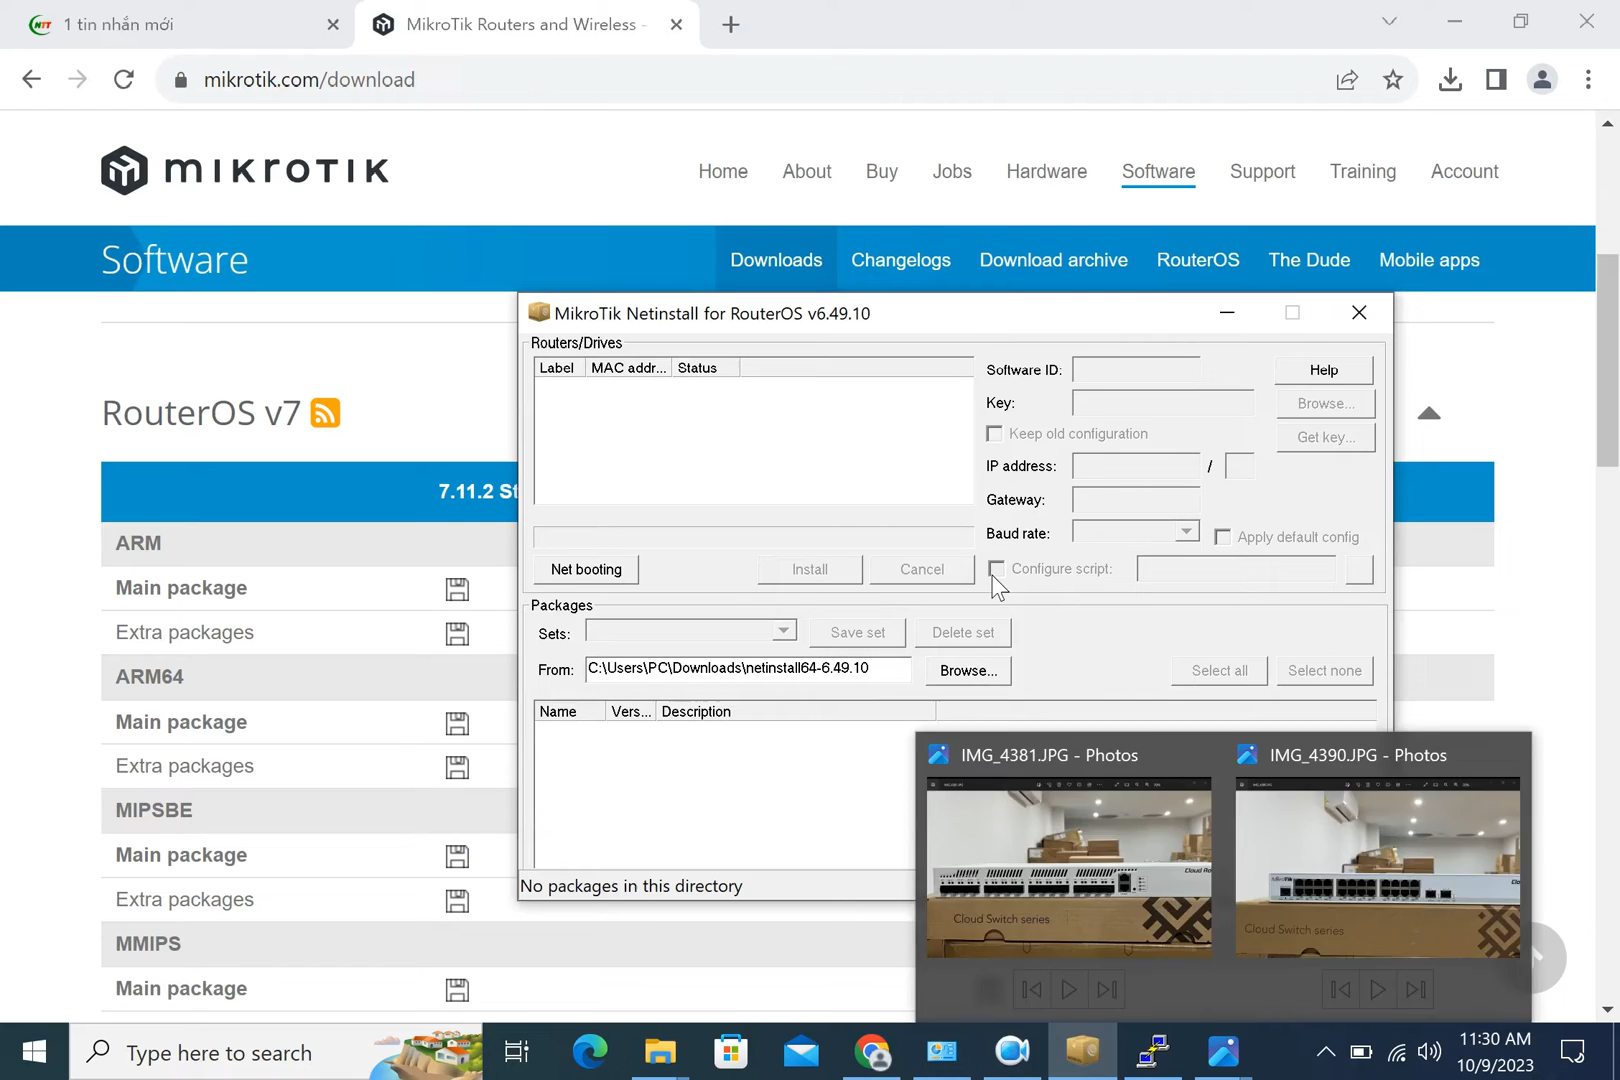 1 tin nhắn mới
MikroTik Routers and Wireless -
mikrotik.com/download
mikrotik
Home About Buy Jobs Hardware Software Support Training Account
Software
Downloads Changelogs Download archive RouterOS The Dude Mobile apps
MikroTik Netinstall for RouterOS v6.49.10
Routers/Drives
Label MAC addr... Status
Software ID:
Help
Key:
Browse...
Keep old configuration
Get key...
IP address: /
Gateway:
Baud rate:
Apply default config
Net booting Install Cancel
Configure script:
Packages
Sets: Save set Delete set
From: C:\Users\PC\Downloads\netinstall64-6.49.10 Browse... Select all Select none
Name Vers... Description
No packages in this directory
RouterOS v7
7.11.2 St
ARM
Main package
Extra packages
ARM64
Main package
Extra packages
MIPSBE
Main package
Extra packages
MMIPS
Main package
IMG_4381.JPG - Photos
IMG_4390.JPG - Photos
Cloud Switch series
Cloud Switch series
Type here to search
11:30 AM
10/9/2023